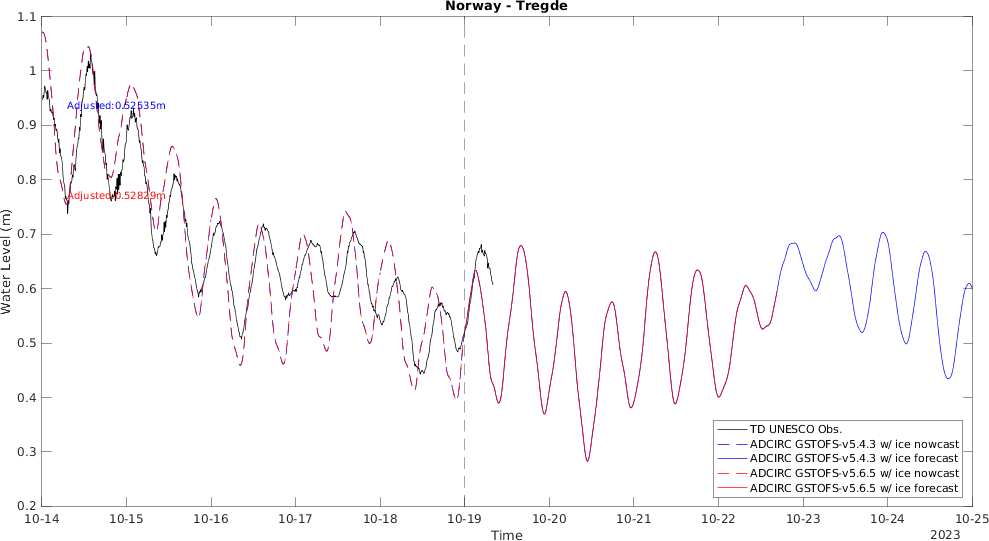 Norway - Tregde
1.1
1
0.9
0.8
0.7
0.6
0.5
0.4
0.3
0.2
Water Level (m)
Adjusted:0.52535m
Adjusted:0.52829m
TD UNESCO Obs.
ADCIRC GSTOFS-v5.4.3 w/ ice nowcast
ADCIRC GSTOFS-v5.4.3 w/ ice forecast
ADCIRC GSTOFS-v5.6.5 w/ ice nowcast
ADCIRC GSTOFS-v5.6.5 w/ ice forecast
10-14 10-15 10-16 10-17 10-18 10-19 10-20 10-21 10-22 10-23 10-24 10-25
Time
2023